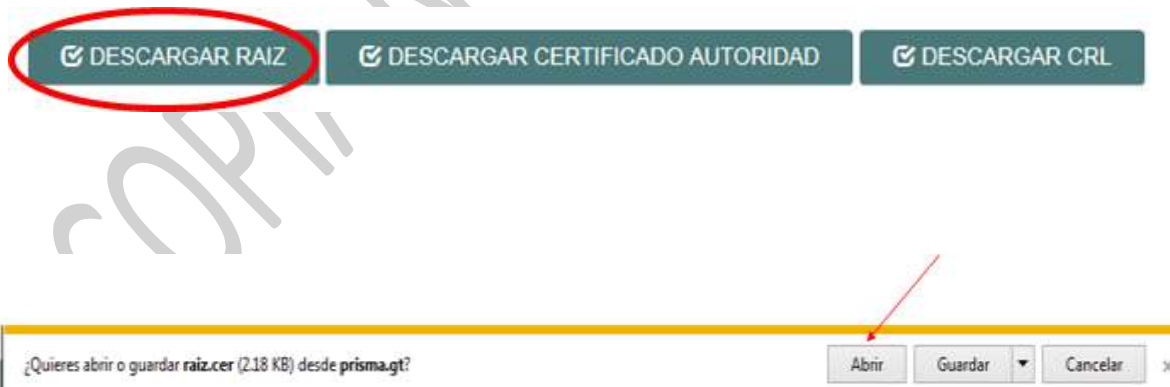 DESCARGAR RAIZ DESCARGAR CERTIFICADO AUTORIDAD DESCARGAR CRL
COPIA
¿Quieres abrir o guardar raiz.cer (2.18 KB) desde prisma.gt? Abrir Guardar Cancelar